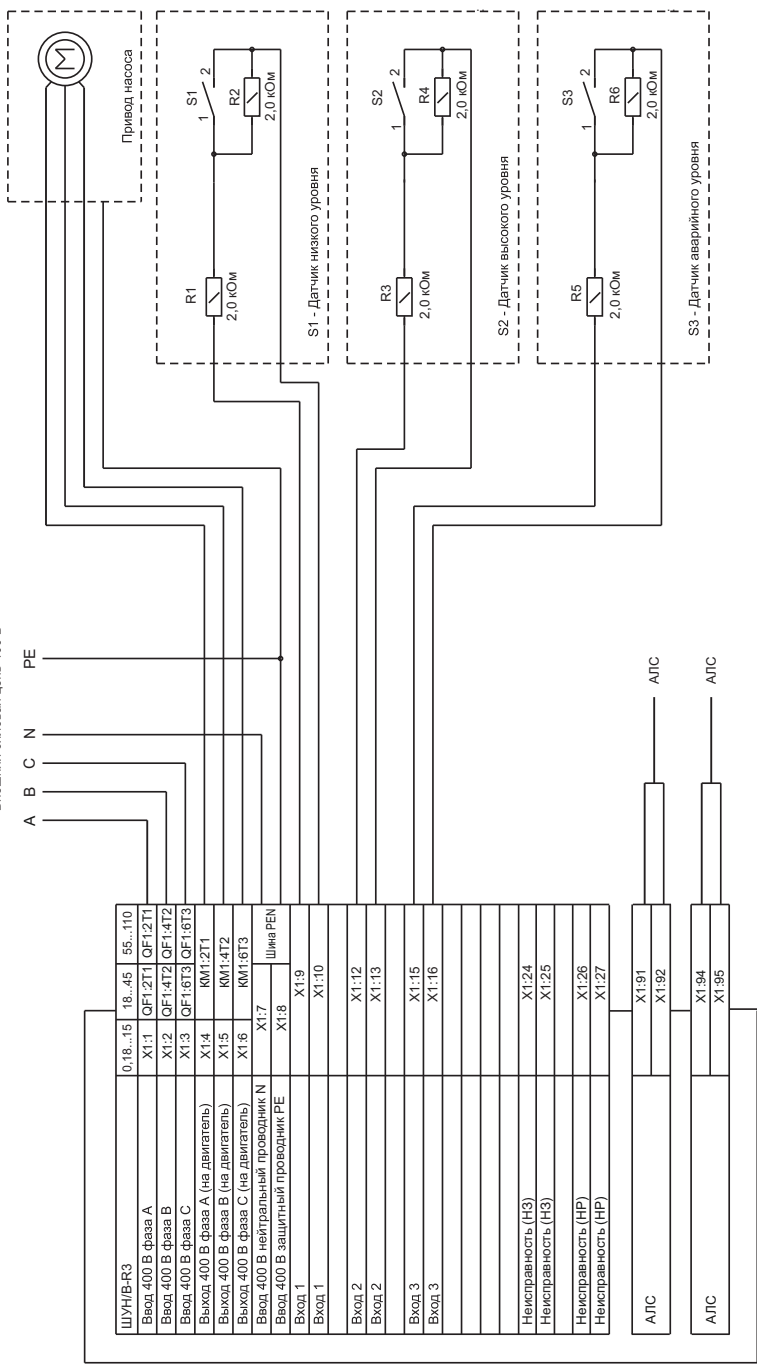 Привод насоса
M
S1
1
2
R2
2,0 кОм
R1
2,0 кОм
S1 - Датчик низкого уровня
S2
1
2
R4
2,0 кОм
R3
2,0 кОм
S2 - Датчик высокого уровня
S3
1
2
R6
2,0 кОм
R5
2,0 кОм
S3 - Датчик аварийного уровня
A
B
C
N
PE
ШУН/В-R3 0,18...15 18...45 55...110
Ввод 400 В фаза А X1:1 QF1:2T1 QF1:2T1
Ввод 400 В фаза В X1:2 QF1:4T2 QF1:4T2
Ввод 400 В фаза С X1:3 QF1:6T3 QF1:6T3
Выход 400 В фаза А (на двигатель) X1:4 KM1:2T1
Выход 400 В фаза В (на двигатель) X1:5 KM1:4T2
Выход 400 В фаза С (на двигатель) X1:6 KM1:6T3
Ввод 400 В нейтральный проводник N X1:7 Шина PEN
Ввод 400 В защитный проводник PE X1:8
Вход 1 X1:9
Вход 1 X1:10
Вход 2 X1:12
Вход 2 X1:13
Вход 3 X1:15
Вход 3 X1:16
Неисправность (НЗ) X1:24
Неисправность (НЗ) X1:25
Неисправность (НР) X1:26
Неисправность (НР) X1:27
АЛС X1:91
X1:92
АЛС
АЛС X1:94
X1:95
АЛС